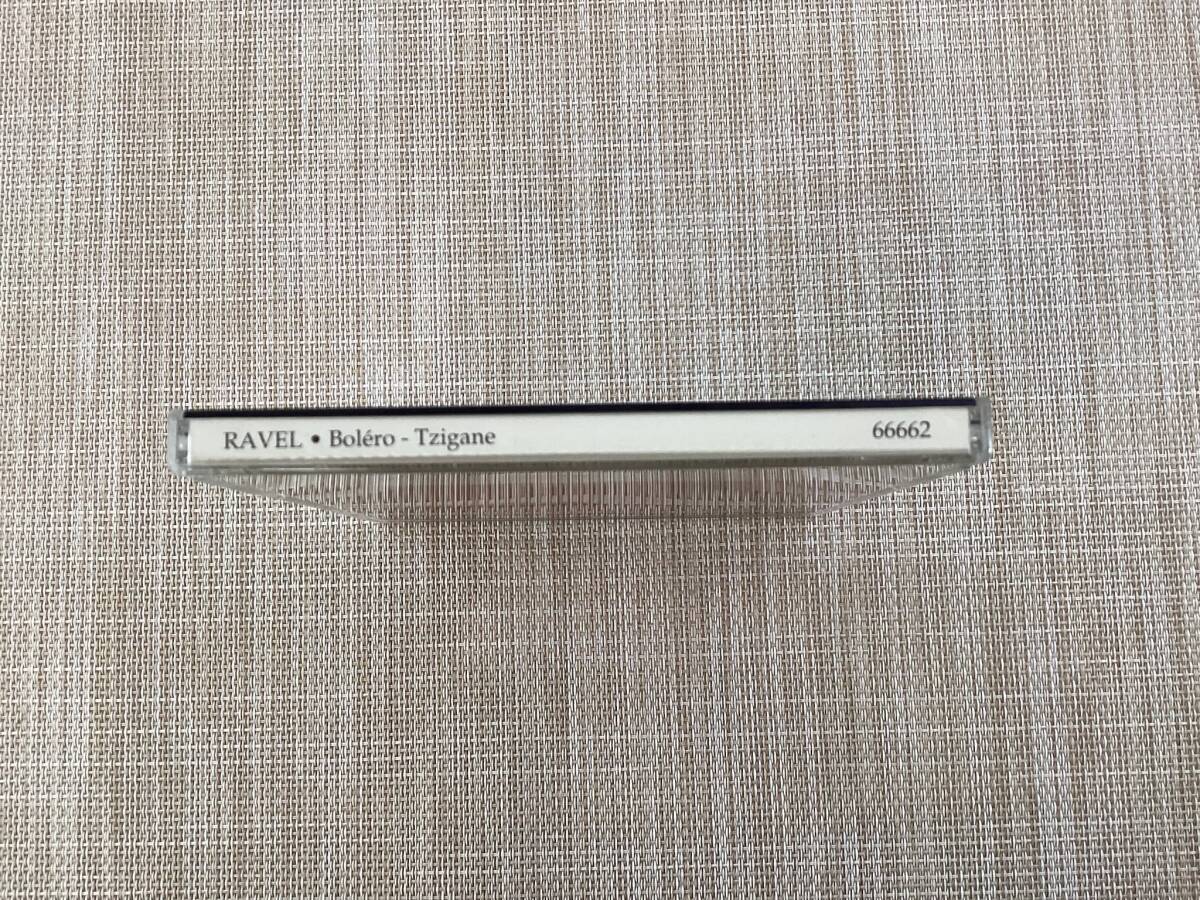 RAVEL • Boléro - Tzigane 66662